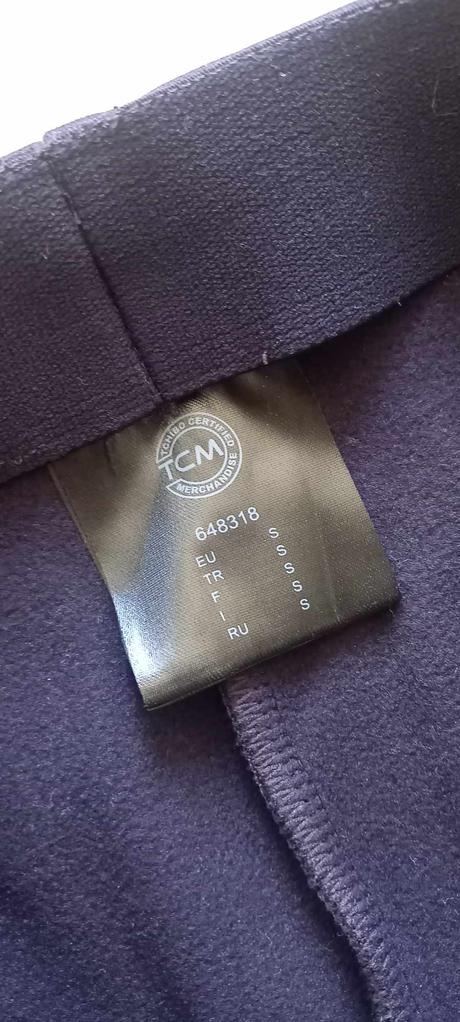 TCHIBO CERTIFIED
TCM
MERCHANDISE
648318
EU S
TR S
F S
I S
RU S